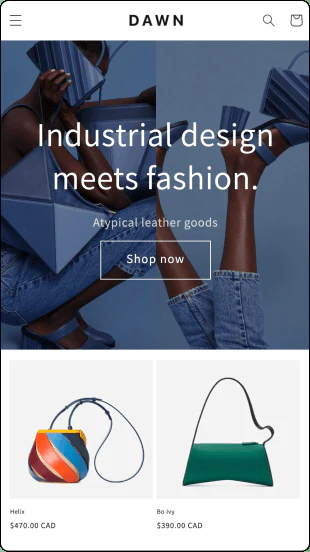 DAWN
Industrial design
meets fashion.
Atypical leather goods
Shop now
Helix
$470.00 CAD
Bo Ivy
$390.00 CAD